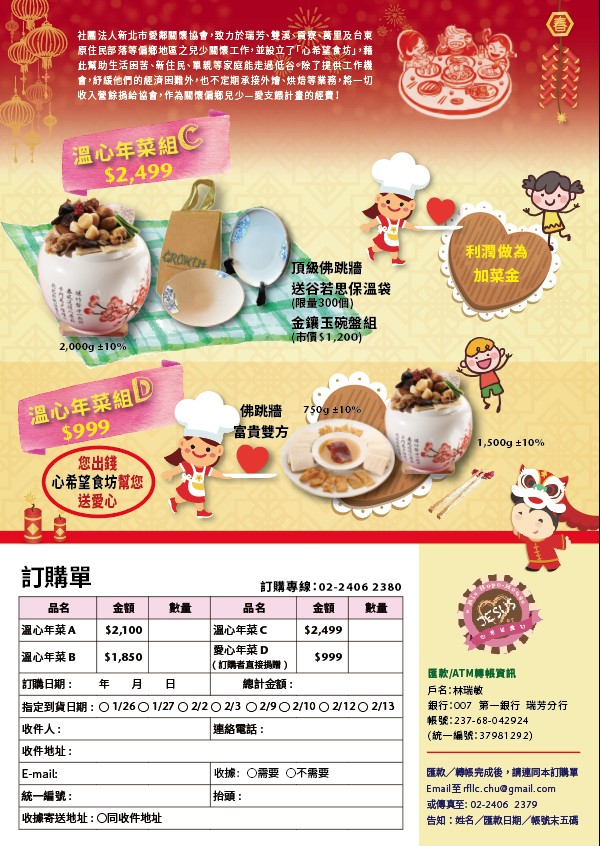 社團法人新北市愛鄰關懷協會,致力於瑞芳、雙溪、貢寮、萬里及台東
原住民部落等偏鄉地區之兒少關懷工作,並設立了「心希望食坊」,藉
此幫助生活困苦、新住民、單親等家庭能走過低谷。除了提供工作機
會,紓緩他們的經濟困難外,也不定期承接外燴、烘焙等業務,將一切
收入營餘捐給協會,作為關懷偏鄉兒少—愛支餵計畫的經費!
春
溫心年菜組C
$2,499
GROWTH
頂級佛跳牆
送谷若思保溫袋
(限量300個)
金鑲玉碗盤組
(市價$1,200)
2,000g ±10%
利潤做為
加菜金
溫心年菜組D
$999
佛跳牆
富貴雙方
750g ±10%
1,500g ±10%
您出錢
心希望食坊幫您
送愛心
訂購單
訂購專線:02-2406 2380
品名 金額 數量 品名 金額 數量
溫心年菜A $2,100 溫心年菜C $2,499
溫心年菜B $1,850 愛心年菜D (訂購者直接捐贈) $999
訂購日期: 年 月 日 總計金額:
指定到貨日期:○1/26 ○1/27 ○2/2 ○2/3 ○2/9 ○2/10 ○2/12 ○2/13
收件人: 連絡電話:
收件地址:
E-mail: 收據: ○需要 ○不需要
統一編號: 抬頭:
收據寄送地址:○同收件地址
JESUS
心希望食坊
匯款/ATM轉帳資訊
戶名:林瑞敏
銀行:007 第一銀行 瑞芳分行
帳號:237-68-042924
(統一編號:37981292)
匯款/轉帳完成後,請連同本訂購單
Email至rfllc.chu@gmail.com
或傳真至: 02-2406 2379
告知:姓名/匯款日期/帳號末五碼